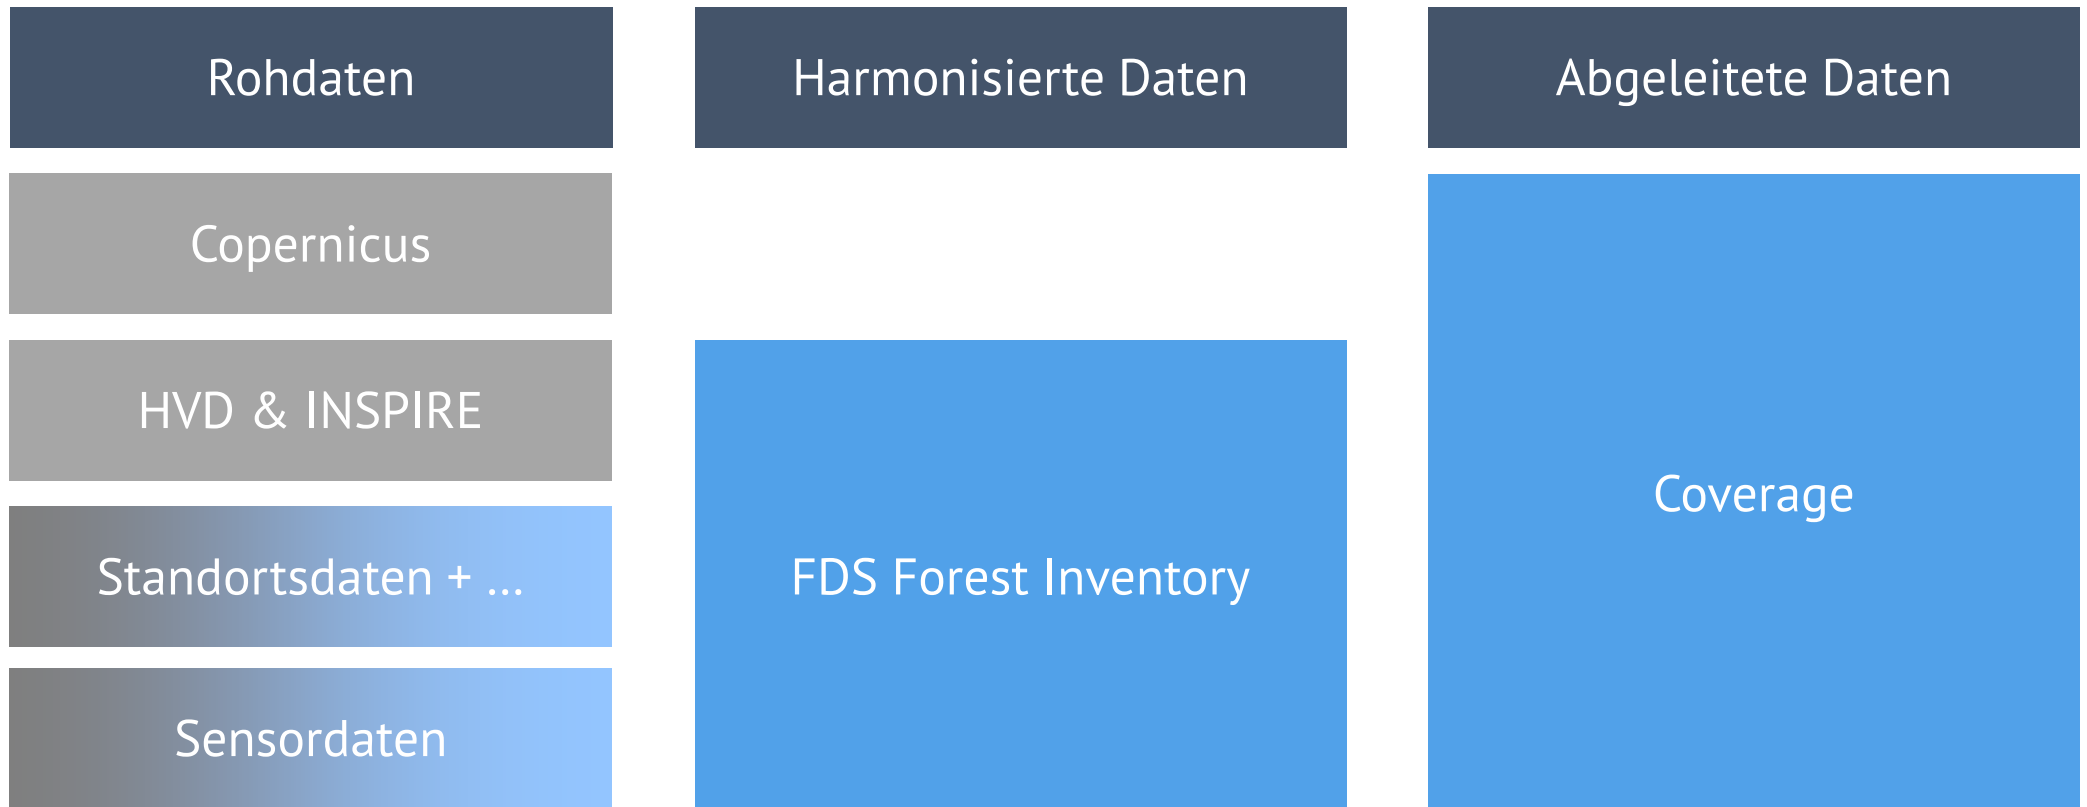 Rohdaten
Harmonisierte Daten
Abgeleitete Daten
Copernicus
HVD & INSPIRE
Standortsdaten + ...
Sensordaten
FDS Forest Inventory
Coverage